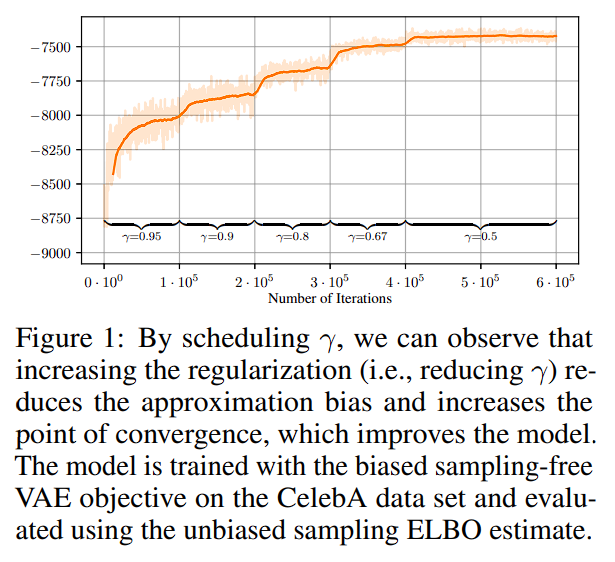 −7500
−7750
−8000
−8250
−8500
−8750
−9000
γ=0.95 γ=0.9 γ=0.8 γ=0.67 γ=0.5
0 · 10⁰ 1 · 10⁵ 2 · 10⁵ 3 · 10⁵ 4 · 10⁵ 5 · 10⁵ 6 · 10⁵
Number of Iterations
Figure 1: By scheduling γ, we can observe that
increasing the regularization (i.e., reducing γ) re-
duces the approximation bias and increases the
point of convergence, which improves the model.
The model is trained with the biased sampling-free
VAE objective on the CelebA data set and evalu-
ated using the unbiased sampling ELBO estimate.